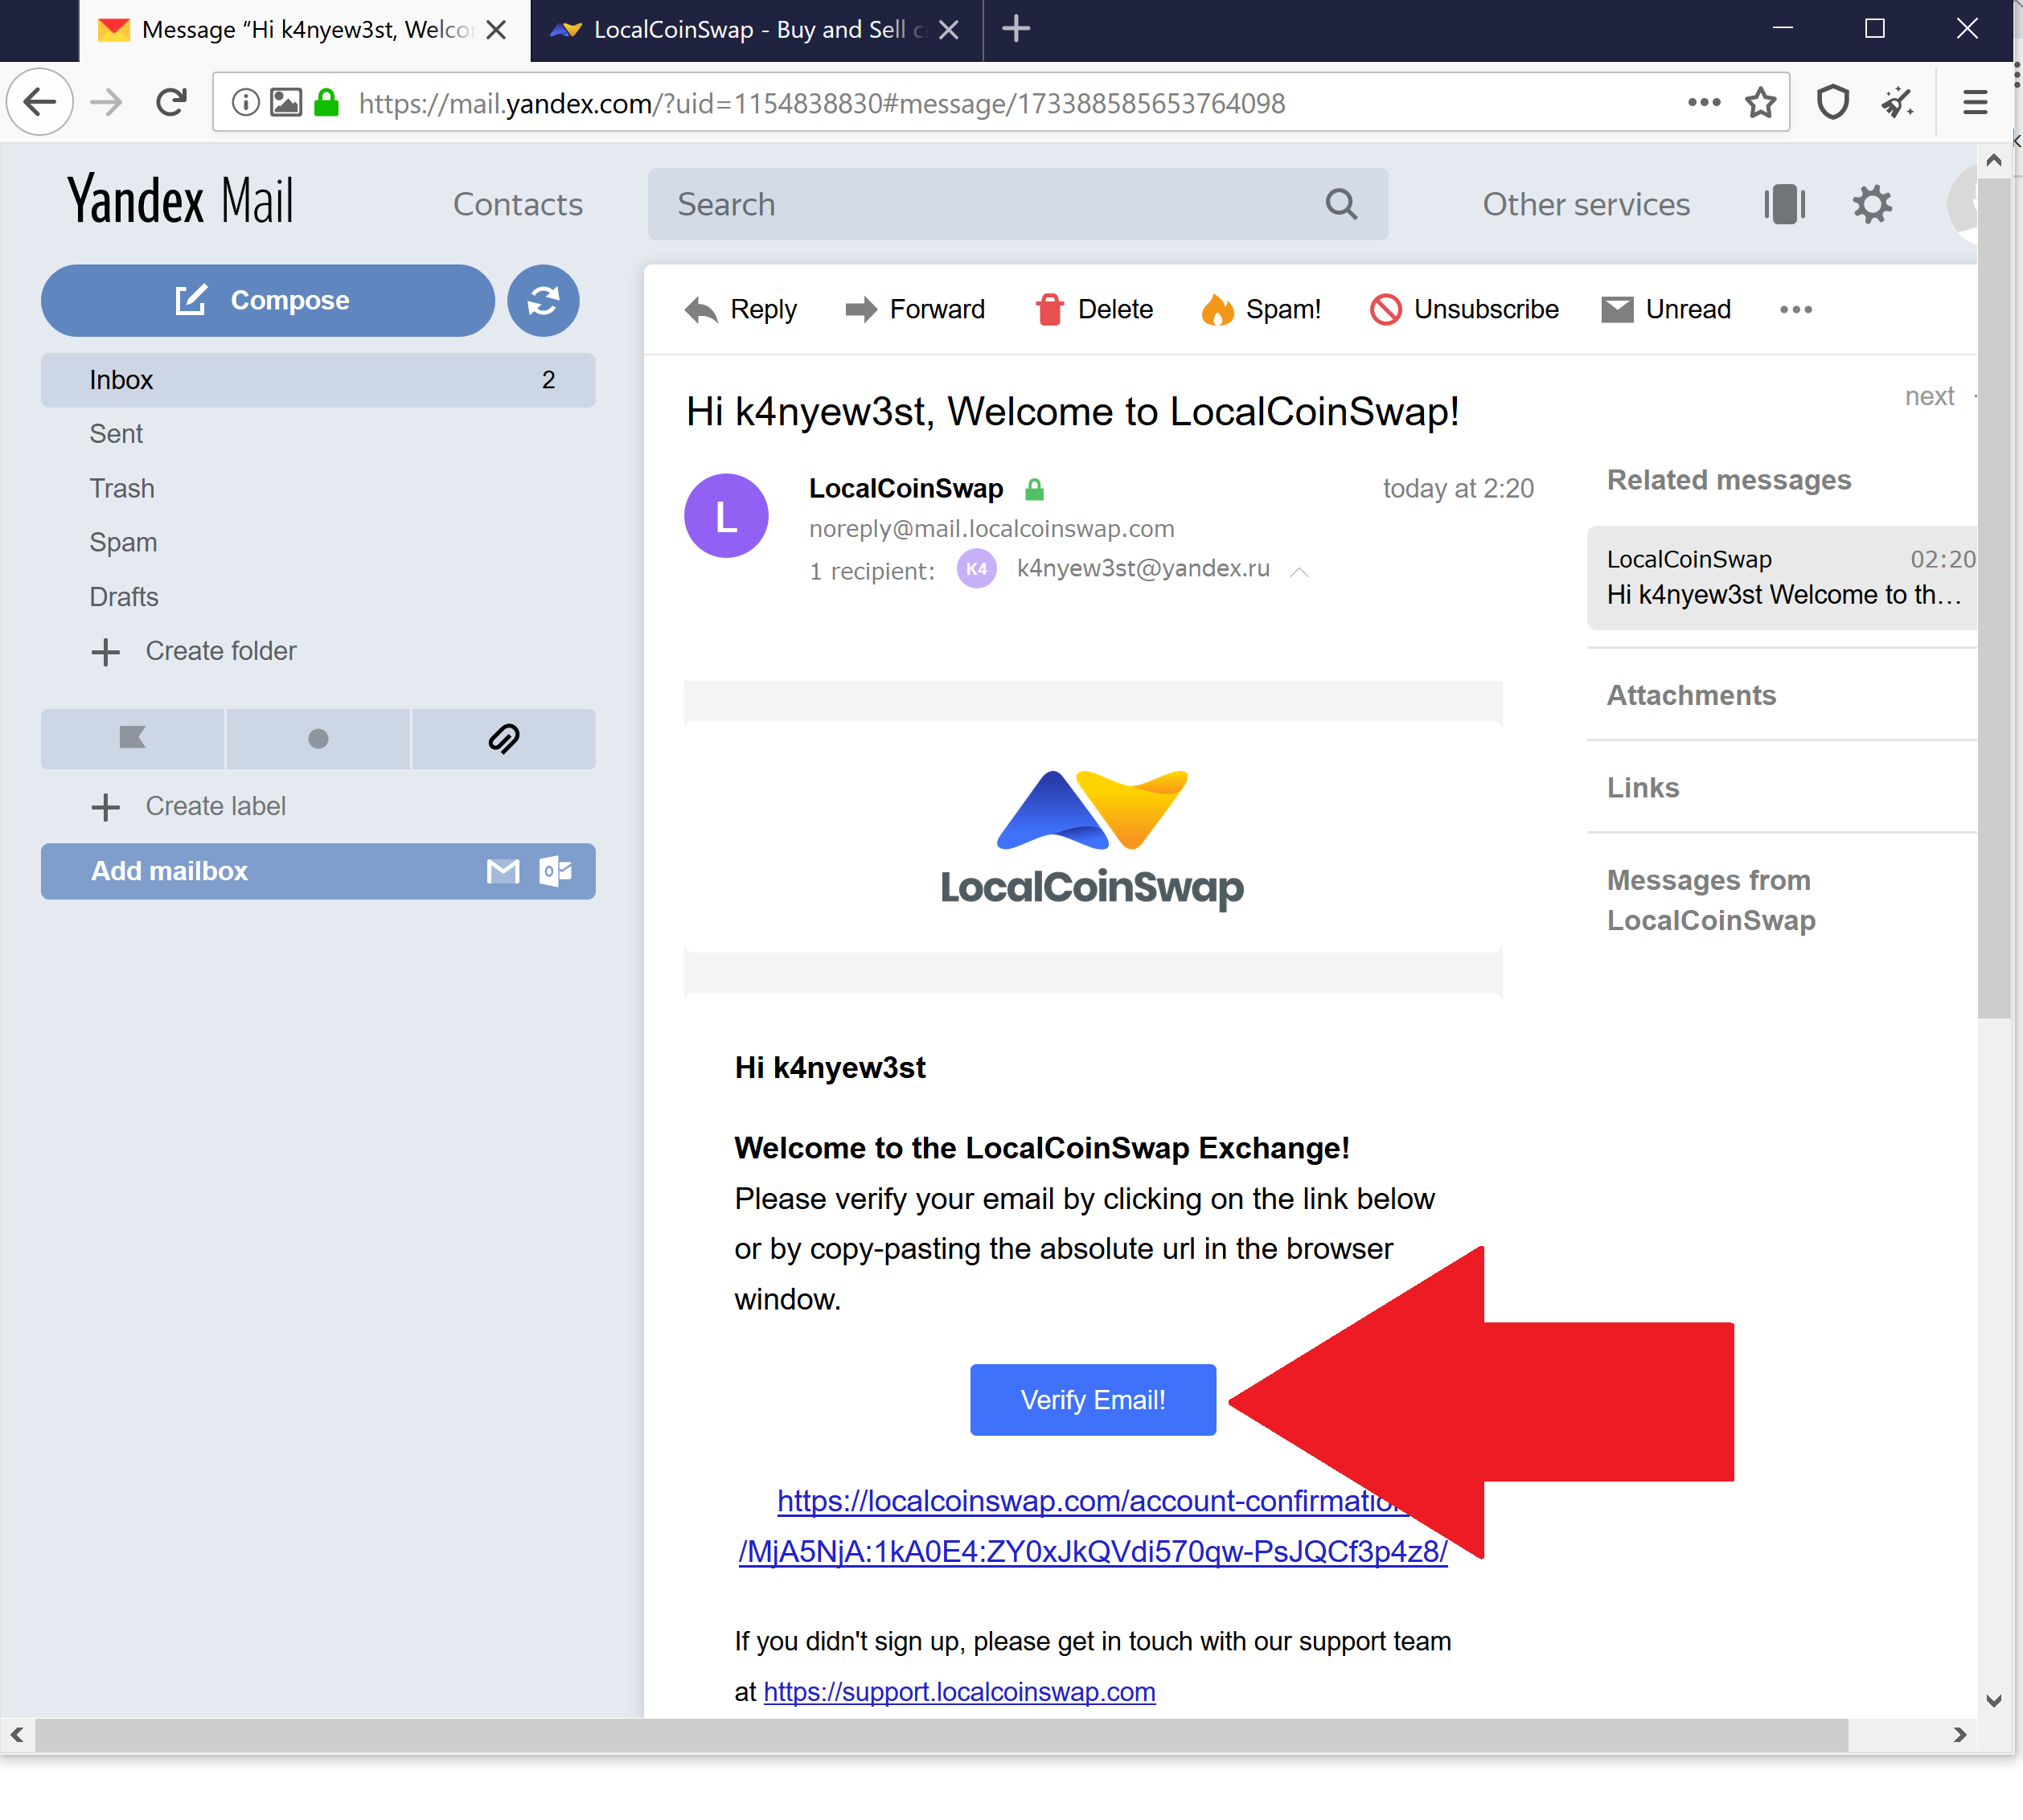 Message “Hi k4nyew3st, Welco
LocalCoinSwap - Buy and Sell c
https://mail.yandex.com/?uid=1154838830#message/173388585653764098
Yandex Mail
Contacts
Search
Other services
Compose
Reply
Forward
Delete
Spam!
Unsubscribe
Unread
Inbox
2
Sent
Trash
Spam
Drafts
Create folder
Create label
Add mailbox
Hi k4nyew3st, Welcome to LocalCoinSwap!
next
L
LocalCoinSwap
today at 2:20
noreply@mail.localcoinswap.com
1 recipient:
K4
k4nyew3st@yandex.ru
Related messages
LocalCoinSwap
02:20
Hi k4nyew3st Welcome to th…
Attachments
Links
Messages from
LocalCoinSwap
LocalCoinSwap
Hi k4nyew3st
Welcome to the LocalCoinSwap Exchange!
Please verify your email by clicking on the link below
or by copy-pasting the absolute url in the browser
window.
Verify Email!
https://localcoinswap.com/account-confirmation
/MjA5NjA:1kA0E4:ZY0xJkQVdi570qw-PsJQCf3p4z8/
If you didn't sign up, please get in touch with our support team
at https://support.localcoinswap.com